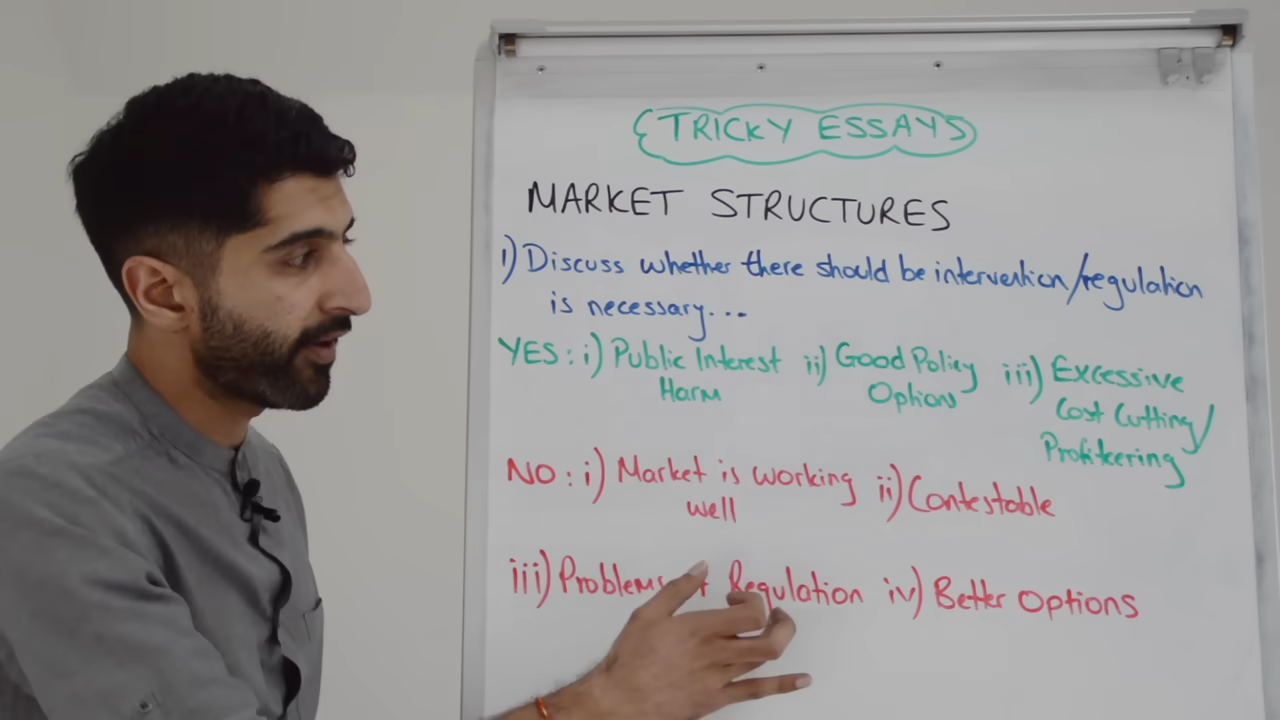 TRICKY ESSAYS
MARKET STRUCTURES
1) Discuss whether there should be intervention/regulation
is necessary...
YES: i) Public Interest Harm ii) Good Policy Options iii) Excessive Cost Cutting/ Profiteering
NO: i) Market is working well ii) Contestable
iii) Problems Regulation iv) Better Options